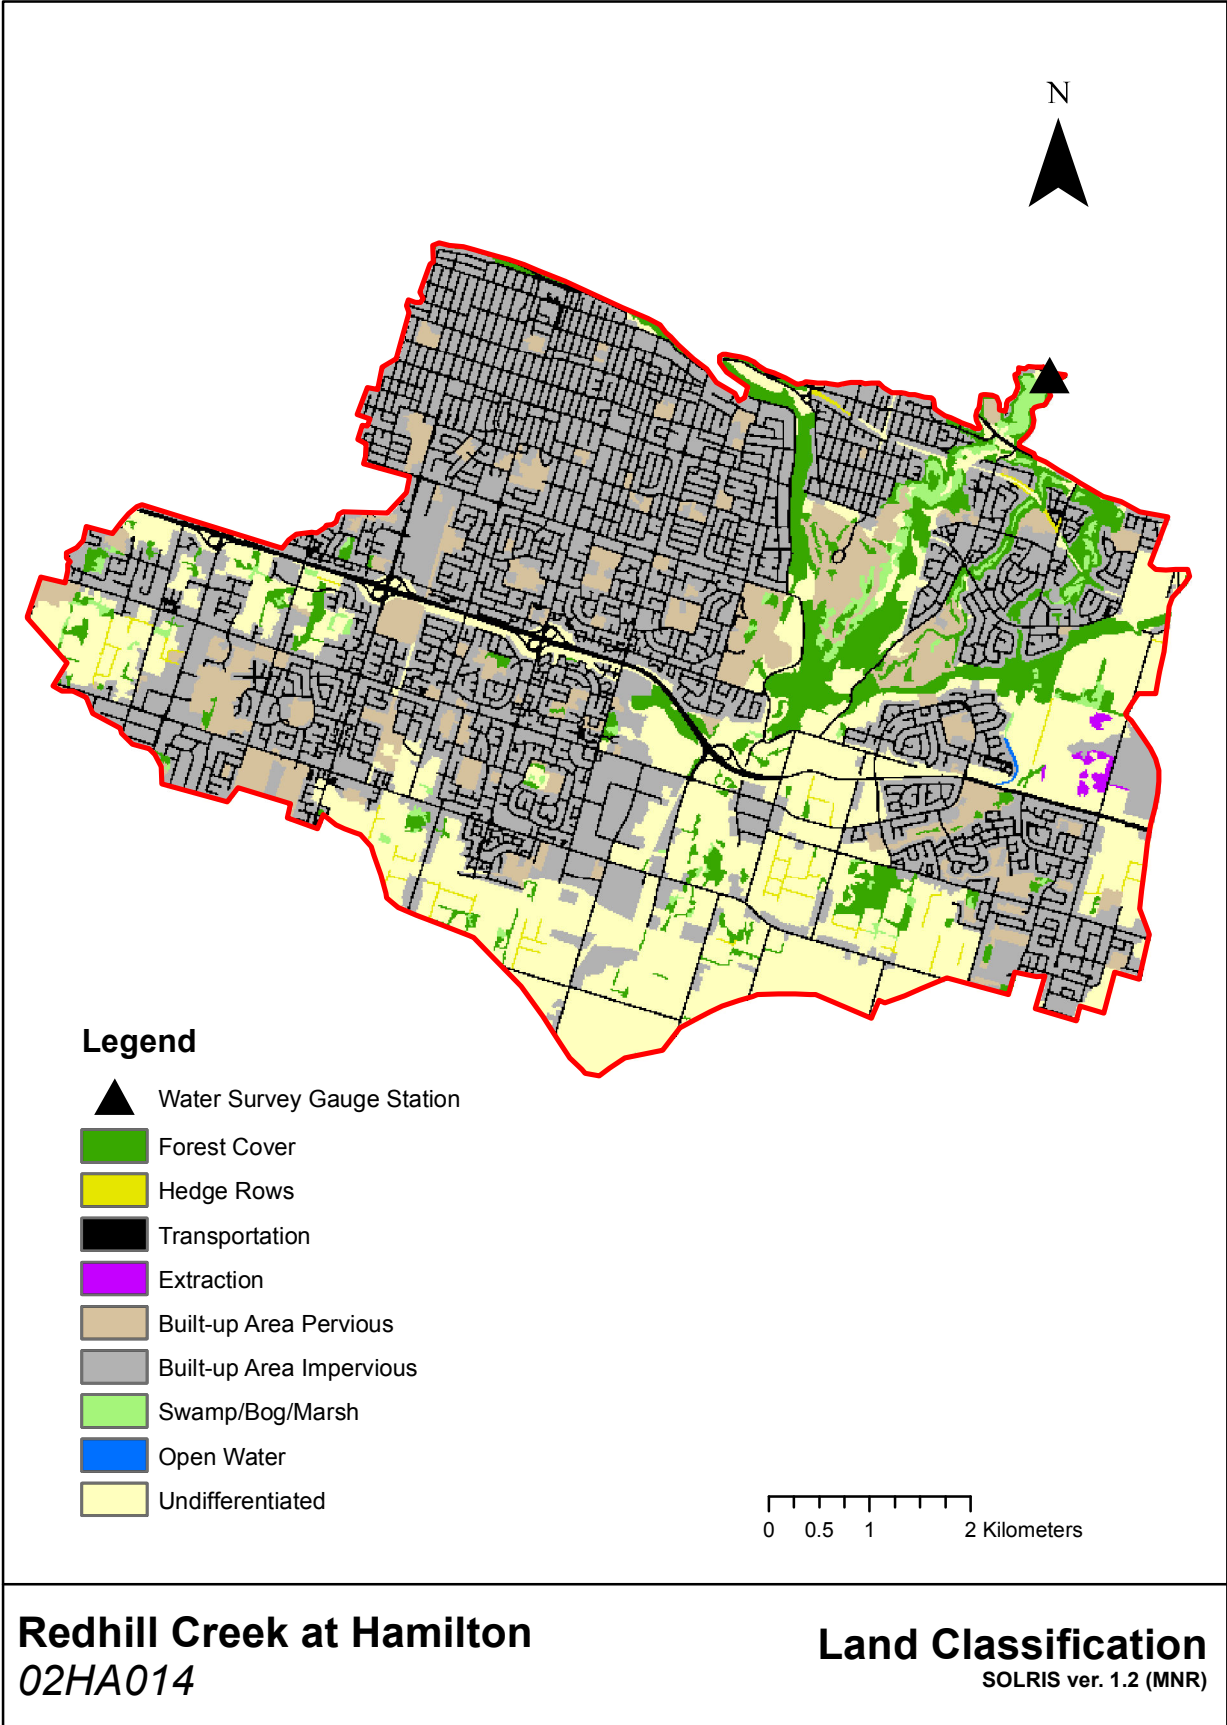 N
Legend
Water Survey Gauge Station
Forest Cover
Hedge Rows
Transportation
Extraction
Built-up Area Pervious
Built-up Area Impervious
Swamp/Bog/Marsh
Open Water
Undifferentiated
0 0.5 1 2 Kilometers
Redhill Creek at Hamilton
02HA014
Land Classification
SOLRIS ver. 1.2 (MNR)